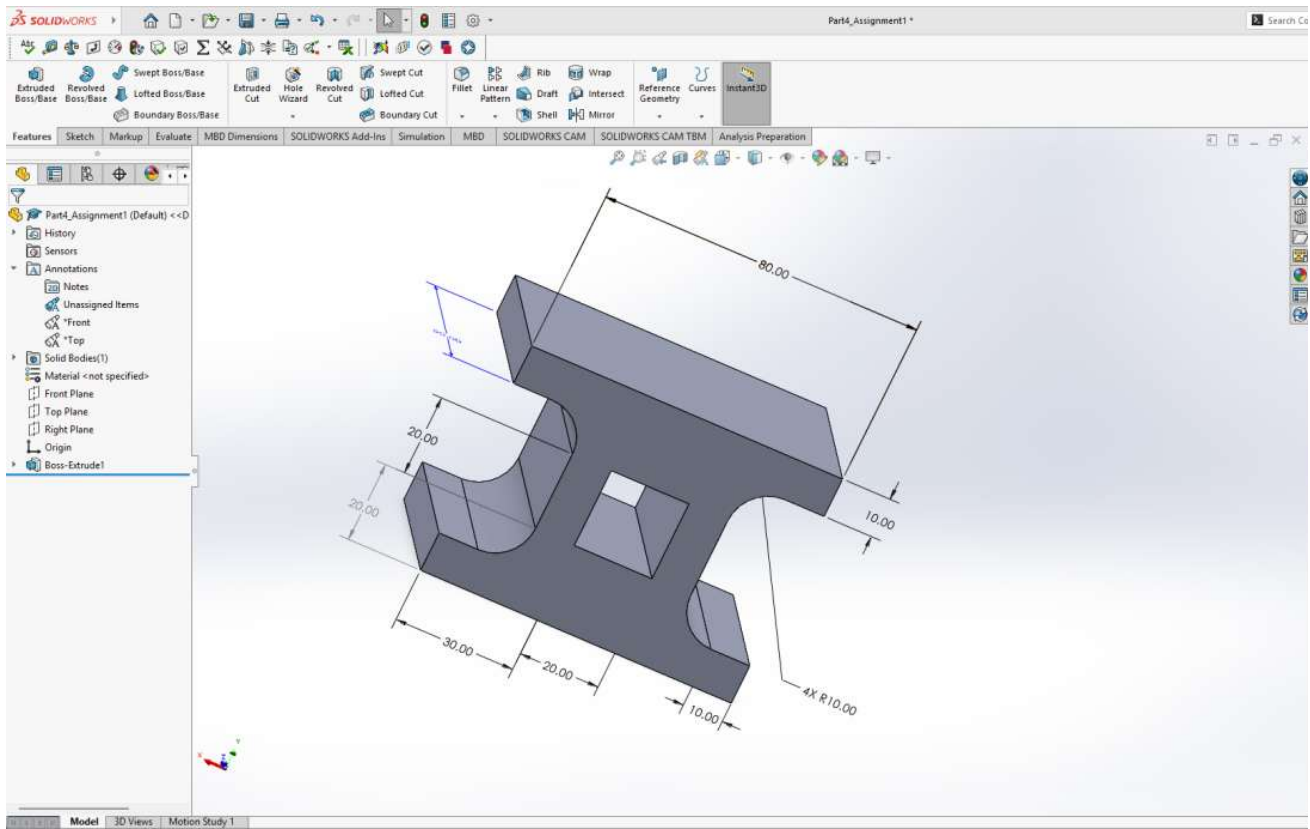 SOLIDWORKS
Part4_Assignment1 *
Search Co
Swept Boss/Base
Swept Cut
Rib
Wrap
Extruded Boss/Base
Revolved Boss/Base
Lofted Boss/Base
Extruded Cut
Hole Wizard
Revolved Cut
Lofted Cut
Fillet
Linear Pattern
Draft
Intersect
Reference Geometry
Curves
Instant3D
Boundary Boss/Base
Boundary Cut
Shell
Mirror
Features Sketch Markup Evaluate MBD Dimensions SOLIDWORKS Add-Ins Simulation MBD SOLIDWORKS CAM SOLIDWORKS CAM TBM Analysis Preparation
Part4_Assignment1 (Default) <<D
History
Sensors
Annotations
Notes
Unassigned Items
*Front
*Top
Solid Bodies(1)
Material <not specified>
Front Plane
Top Plane
Right Plane
Origin
Boss-Extrude1
80.00
20.00
20.00
10.00
30.00
20.00
10.00
4X R10.00
Model 3D Views Motion Study 1